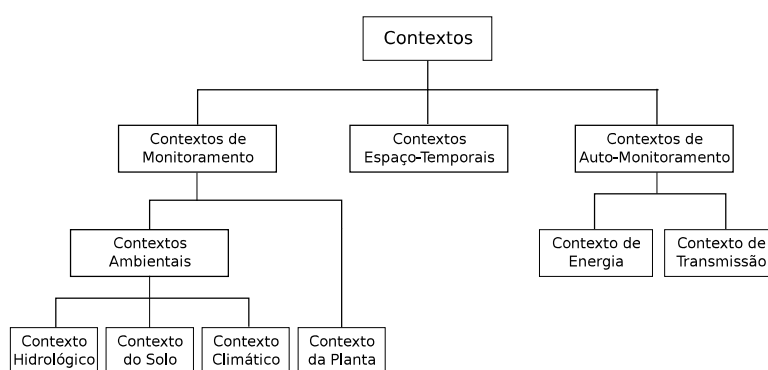 Contextos
Contextos de
Monitoramento
Contextos
Espaço-Temporais
Contextos de
Auto-Monitoramento
Contextos
Ambientais
Contexto de
Energia
Contexto de
Transmissão
Contexto
Hidrológico
Contexto
do Solo
Contexto
Climático
Contexto
da Planta